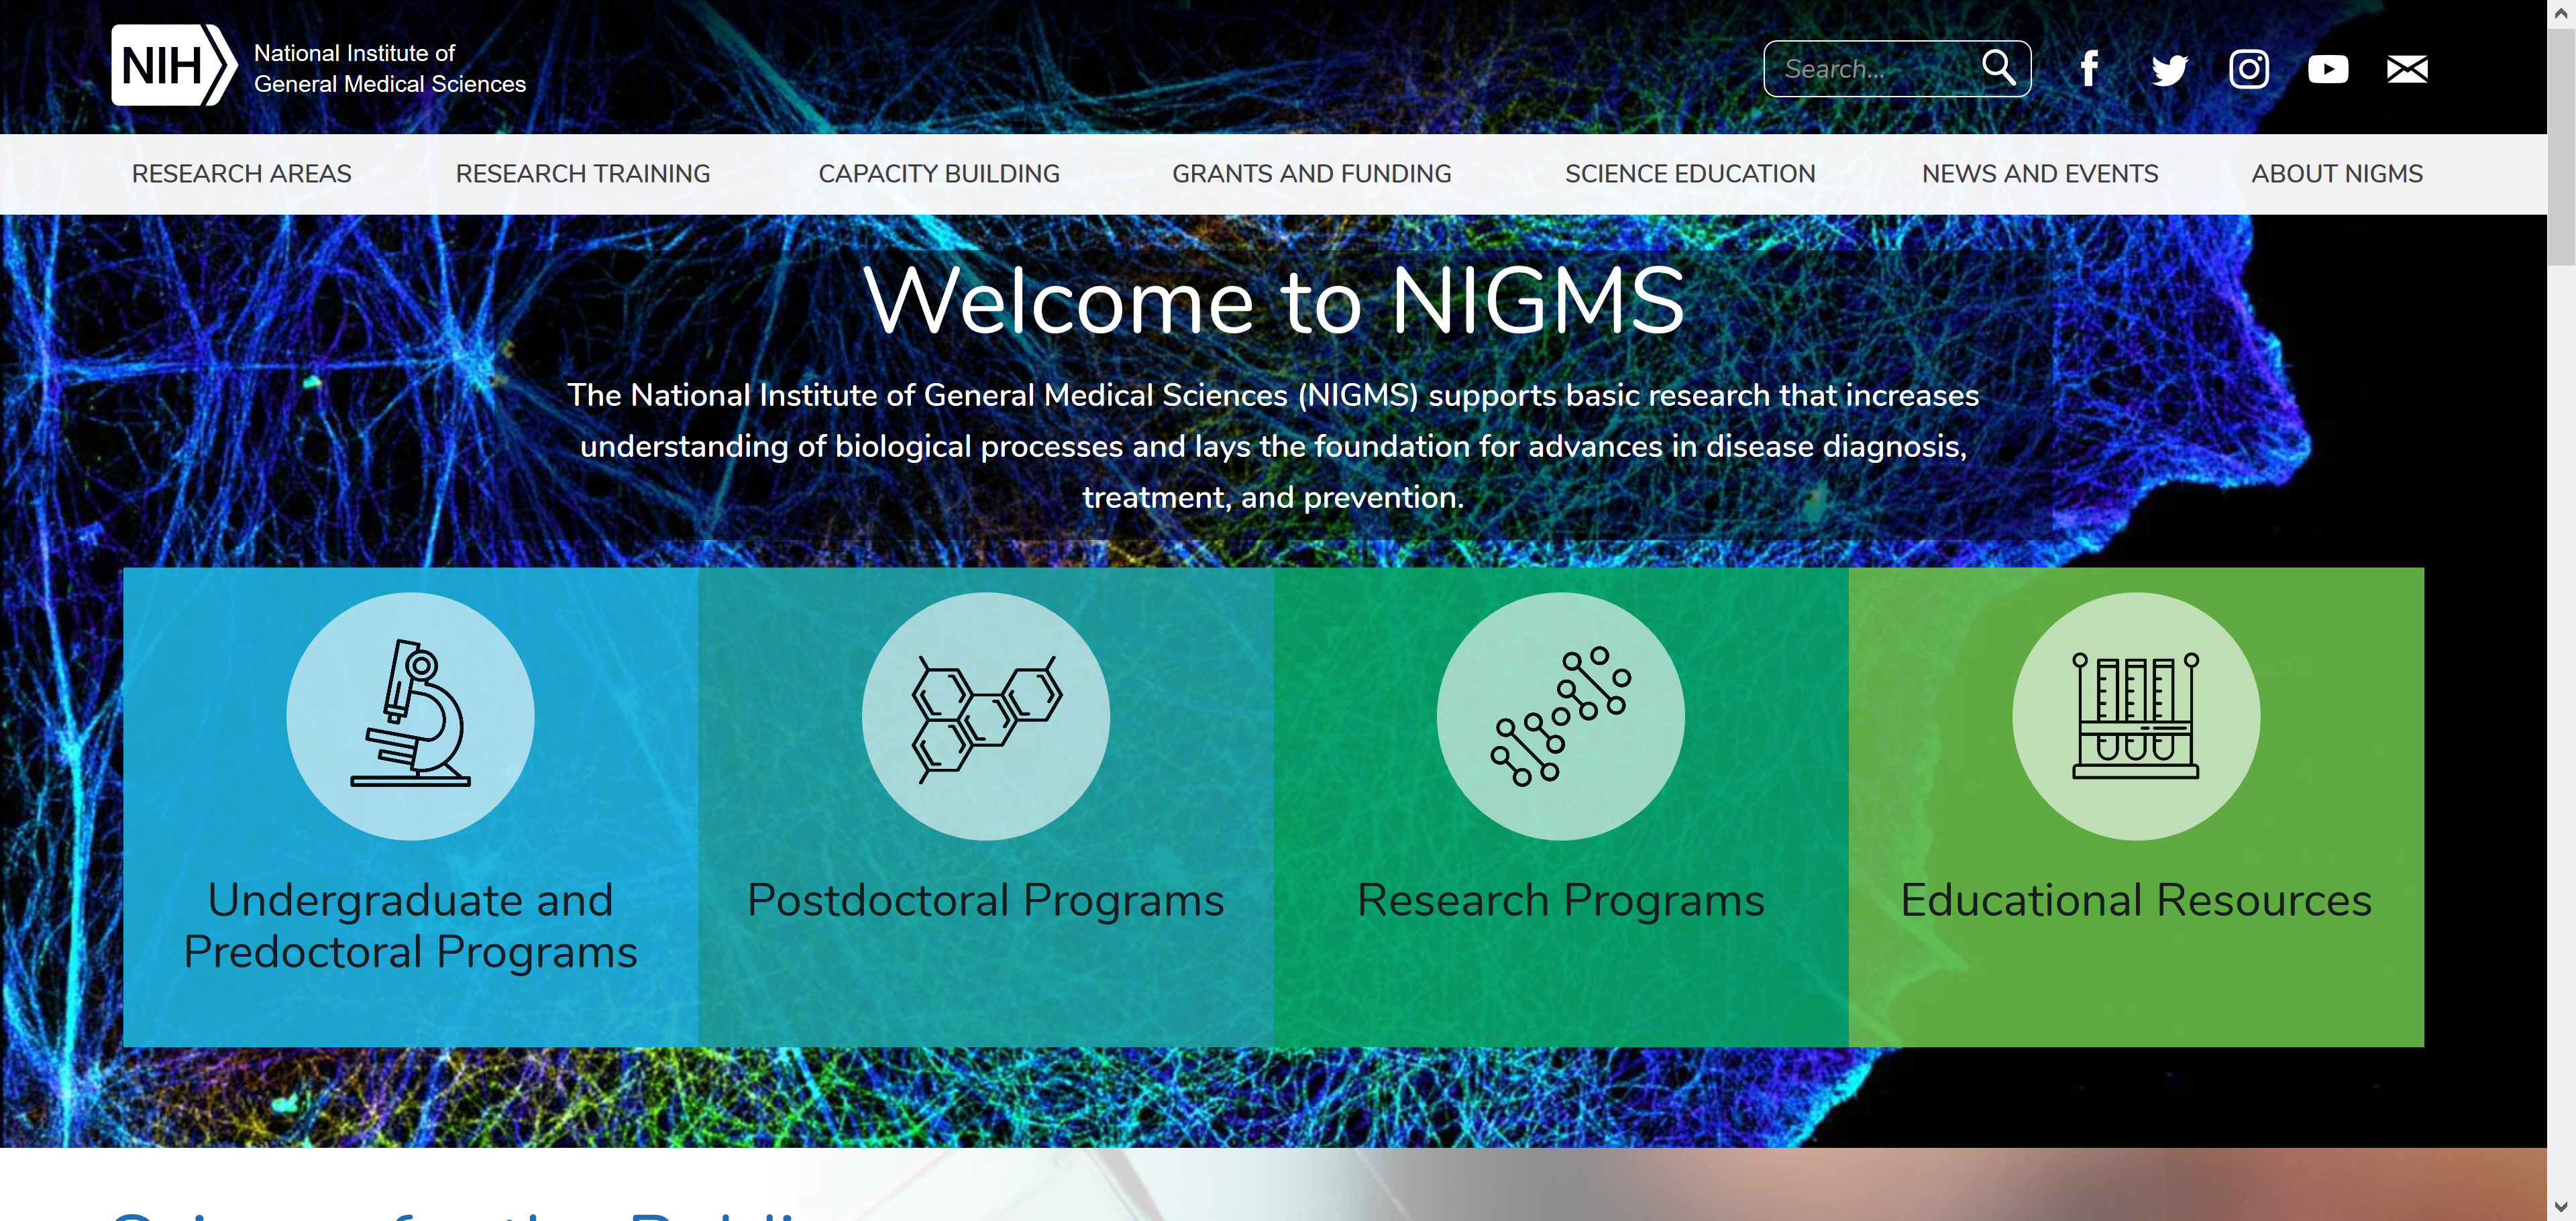 NIH
National Institute of
General Medical Sciences
Search...
RESEARCH AREAS
RESEARCH TRAINING
CAPACITY BUILDING
GRANTS AND FUNDING
SCIENCE EDUCATION
NEWS AND EVENTS
ABOUT NIGMS
Welcome to NIGMS
The National Institute of General Medical Sciences (NIGMS) supports basic research that increases
understanding of biological processes and lays the foundation for advances in disease diagnosis,
treatment, and prevention.
Undergraduate and
Predoctoral Programs
Postdoctoral Programs
Research Programs
Educational Resources